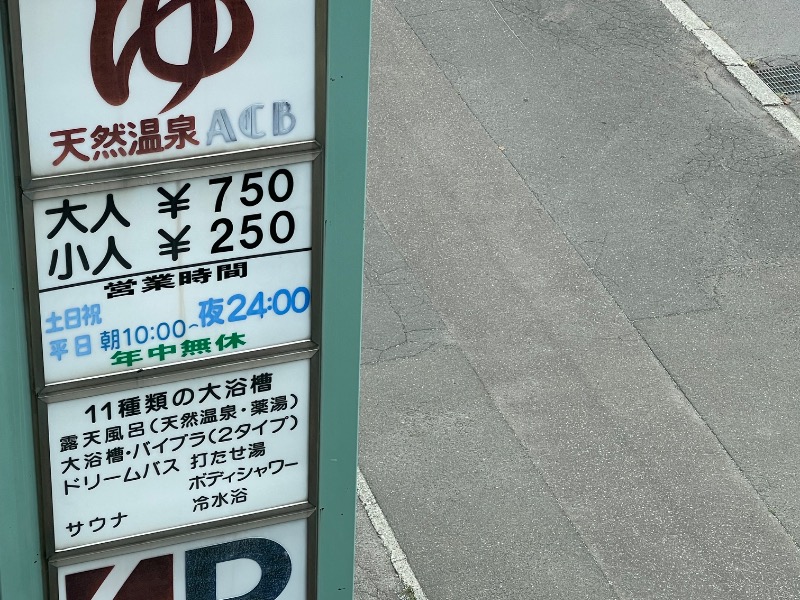 ゆ
天然温泉 ACB
大人 ¥ 750
小人 ¥ 250
営業時間
土日祝
平日 朝10:00~夜24:00
年中無休
11種類の大浴槽
露天風呂(天然温泉・薬湯)
大浴槽・バイブラ(2タイプ)
ドリームバス 打たせ湯
ボディシャワー
サウナ 冷水浴
P